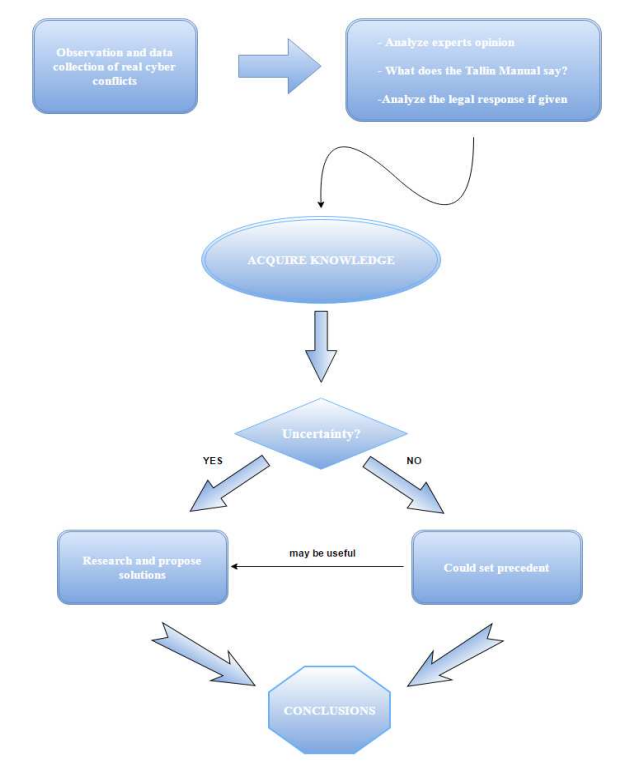 Observation and data
collection of real cyber
conflicts
- Analyze experts opinion
- What does the Tallin Manual say?
-Analyze the legal response if given
ACQUIRE KNOWLEDGE
Uncertainty?
YES
NO
Research and propose
solutions
may be useful
Could set precedent
CONCLUSIONS